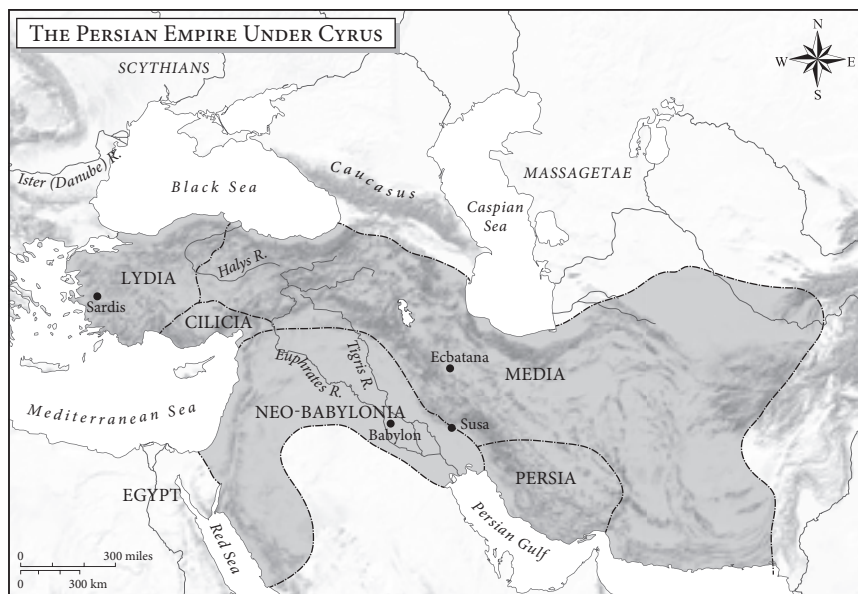 THE PERSIAN EMPIRE UNDER CYRUS
N
W
E
S
SCYTHIANS
Ister (Danube) R.
Black Sea
Caucasus
Caspian
Sea
MASSAGETAE
LYDIA
Halys R.
Sardis
CILICIA
Euphrates R.
Tigris R.
Ecbatana
MEDIA
Mediterranean Sea
NEO-BABYLONIA
Babylon
Susa
PERSIA
EGYPT
Red Sea
Persian Gulf
0 300 miles
0 300 km